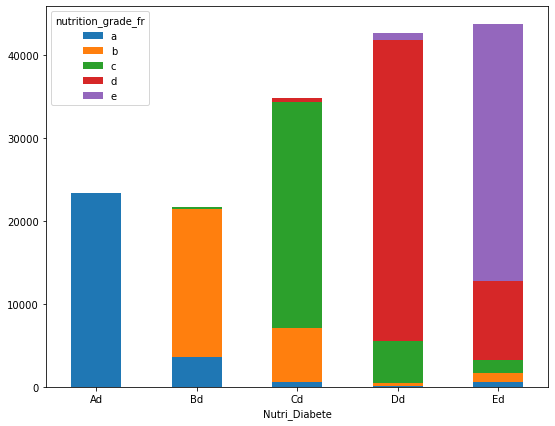 nutrition_grade_fr
a
b
c
d
e
40000
30000
20000
10000
0
Ad Bd Cd Dd Ed
Nutri_Diabete